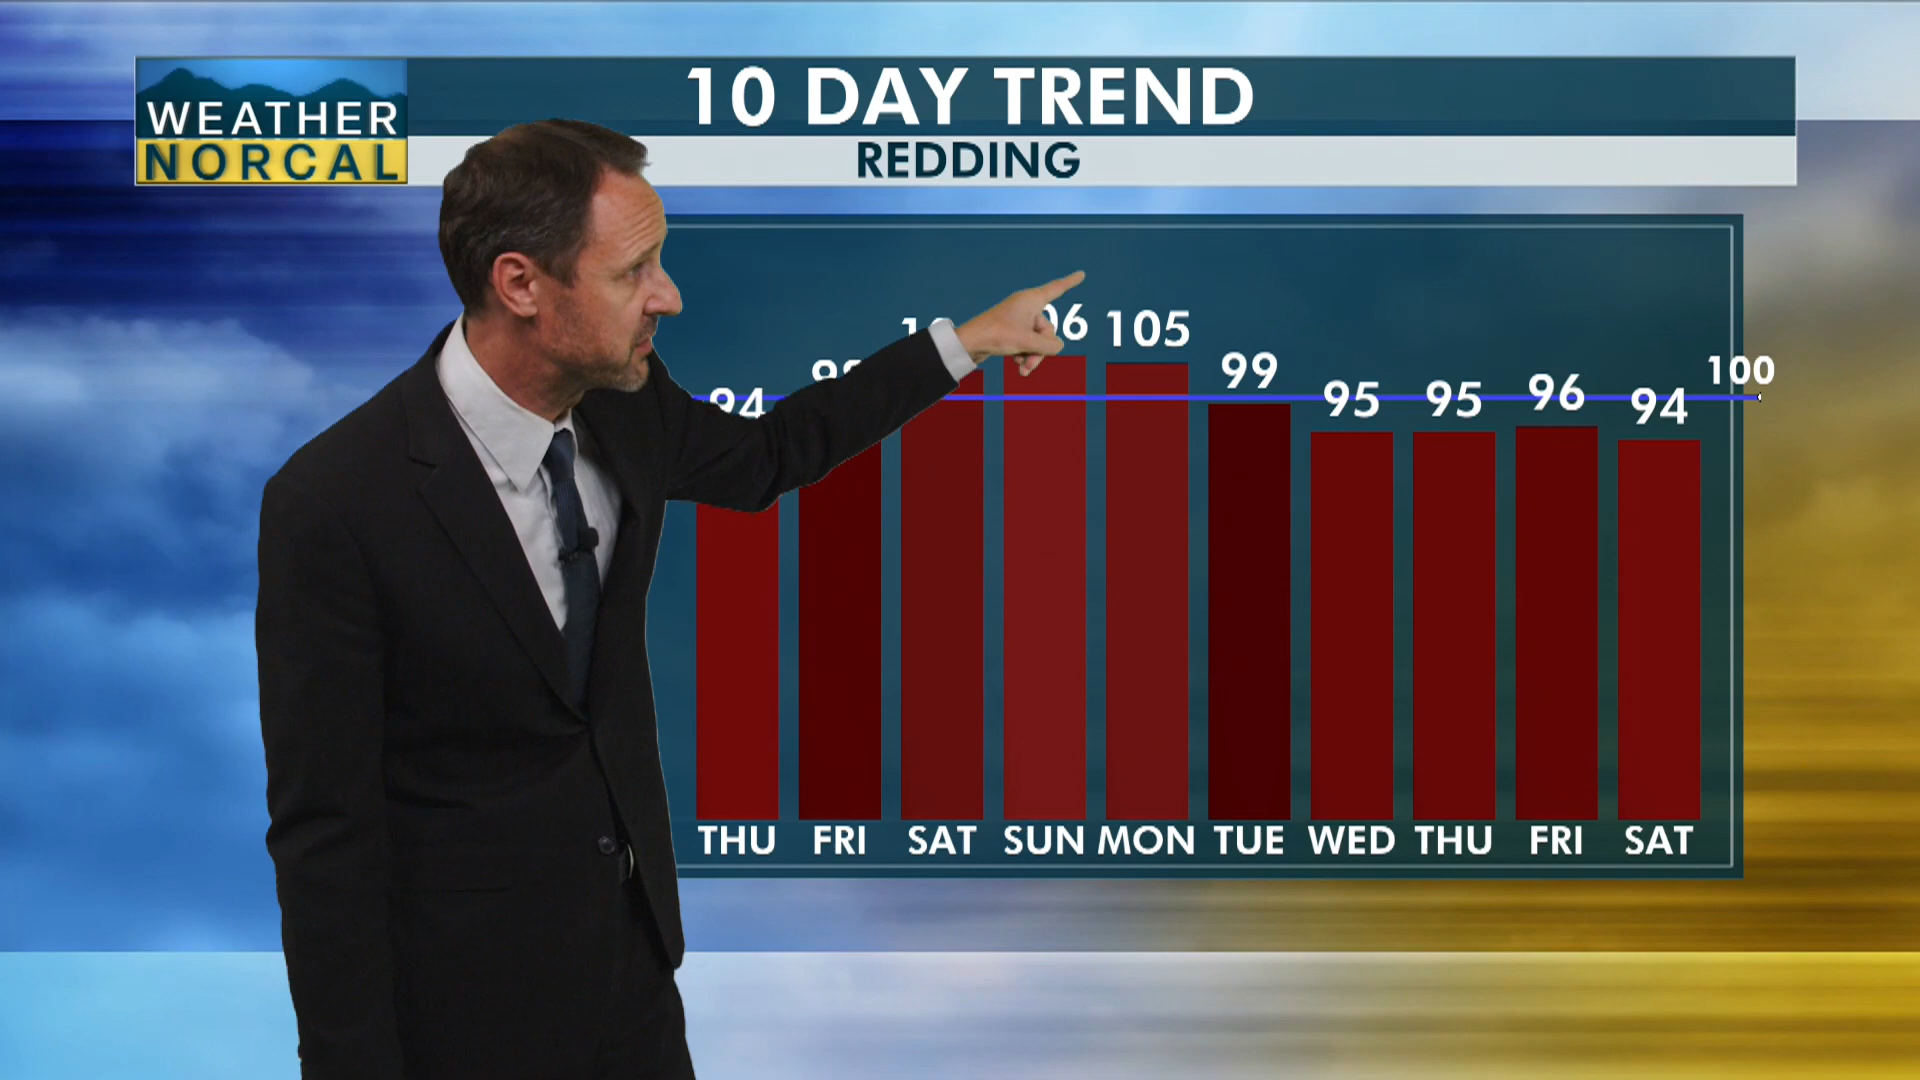 WEATHER
NORCAL
10 DAY TREND
REDDING
94 105 99 95 95 96 94 100
THU FRI SAT SUN MON TUE WED THU FRI SAT